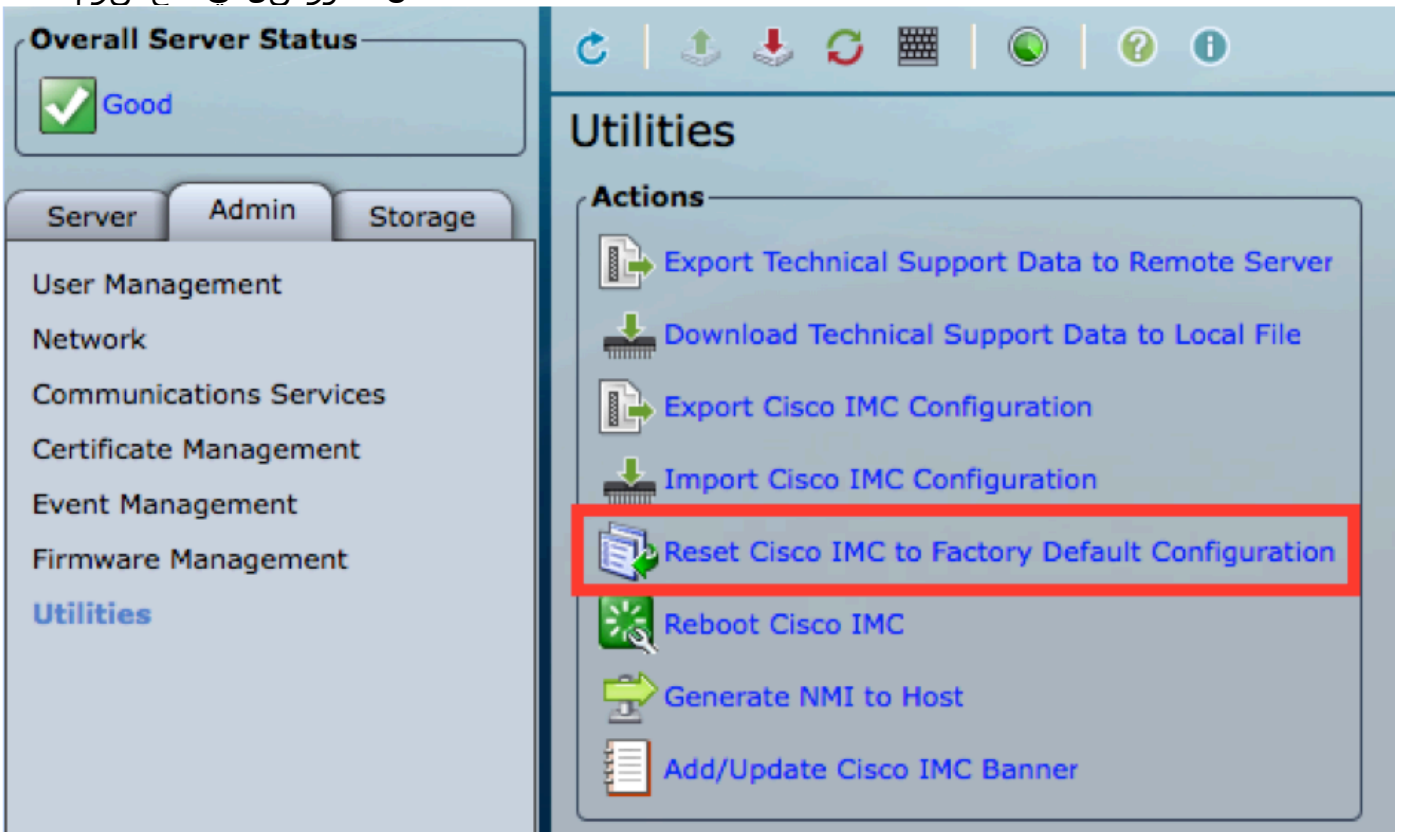 Overall Server Status
Good
Server
Admin
Storage
User Management
Network
Communications Services
Certificate Management
Event Management
Firmware Management
Utilities
Utilities
Actions
Export Technical Support Data to Remote Server
Download Technical Support Data to Local File
Export Cisco IMC Configuration
Import Cisco IMC Configuration
Reset Cisco IMC to Factory Default Configuration
Reboot Cisco IMC
Generate NMI to Host
Add/Update Cisco IMC Banner